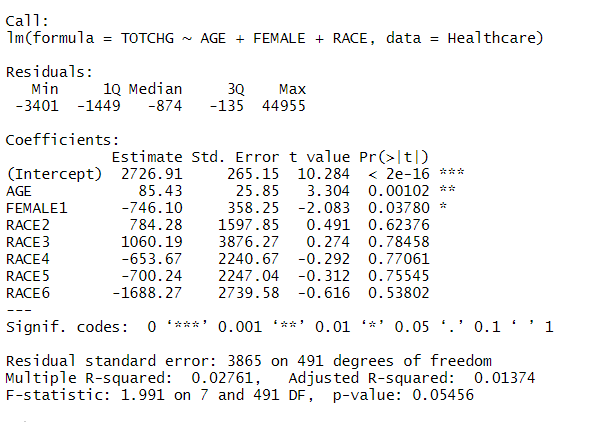 Call:
lm(formula = TOTCHG ~ AGE + FEMALE + RACE, data = Healthcare)
Residuals:
Min 1Q Median 3Q Max
-3401 -1449 -874 -135 44955
Coefficients:
Estimate Std. Error t value Pr(>|t|)
(Intercept) 2726.91 265.15 10.284 < 2e-16 ***
AGE 85.43 25.85 3.304 0.00102 **
FEMALE1 -746.10 358.25 -2.083 0.03780 *
RACE2 784.28 1597.85 0.491 0.62376
RACE3 1060.19 3876.27 0.274 0.78458
RACE4 -653.67 2240.67 -0.292 0.77061
RACE5 -700.24 2247.04 -0.312 0.75545
RACE6 -1688.27 2739.58 -0.616 0.53802
---
Signif. codes: 0 ‘***’ 0.001 ‘**’ 0.01 ‘*’ 0.05 ‘.’ 0.1 ‘ ’ 1
Residual standard error: 3865 on 491 degrees of freedom
Multiple R-squared: 0.02761, Adjusted R-squared: 0.01374
F-statistic: 1.991 on 7 and 491 DF, p-value: 0.05456